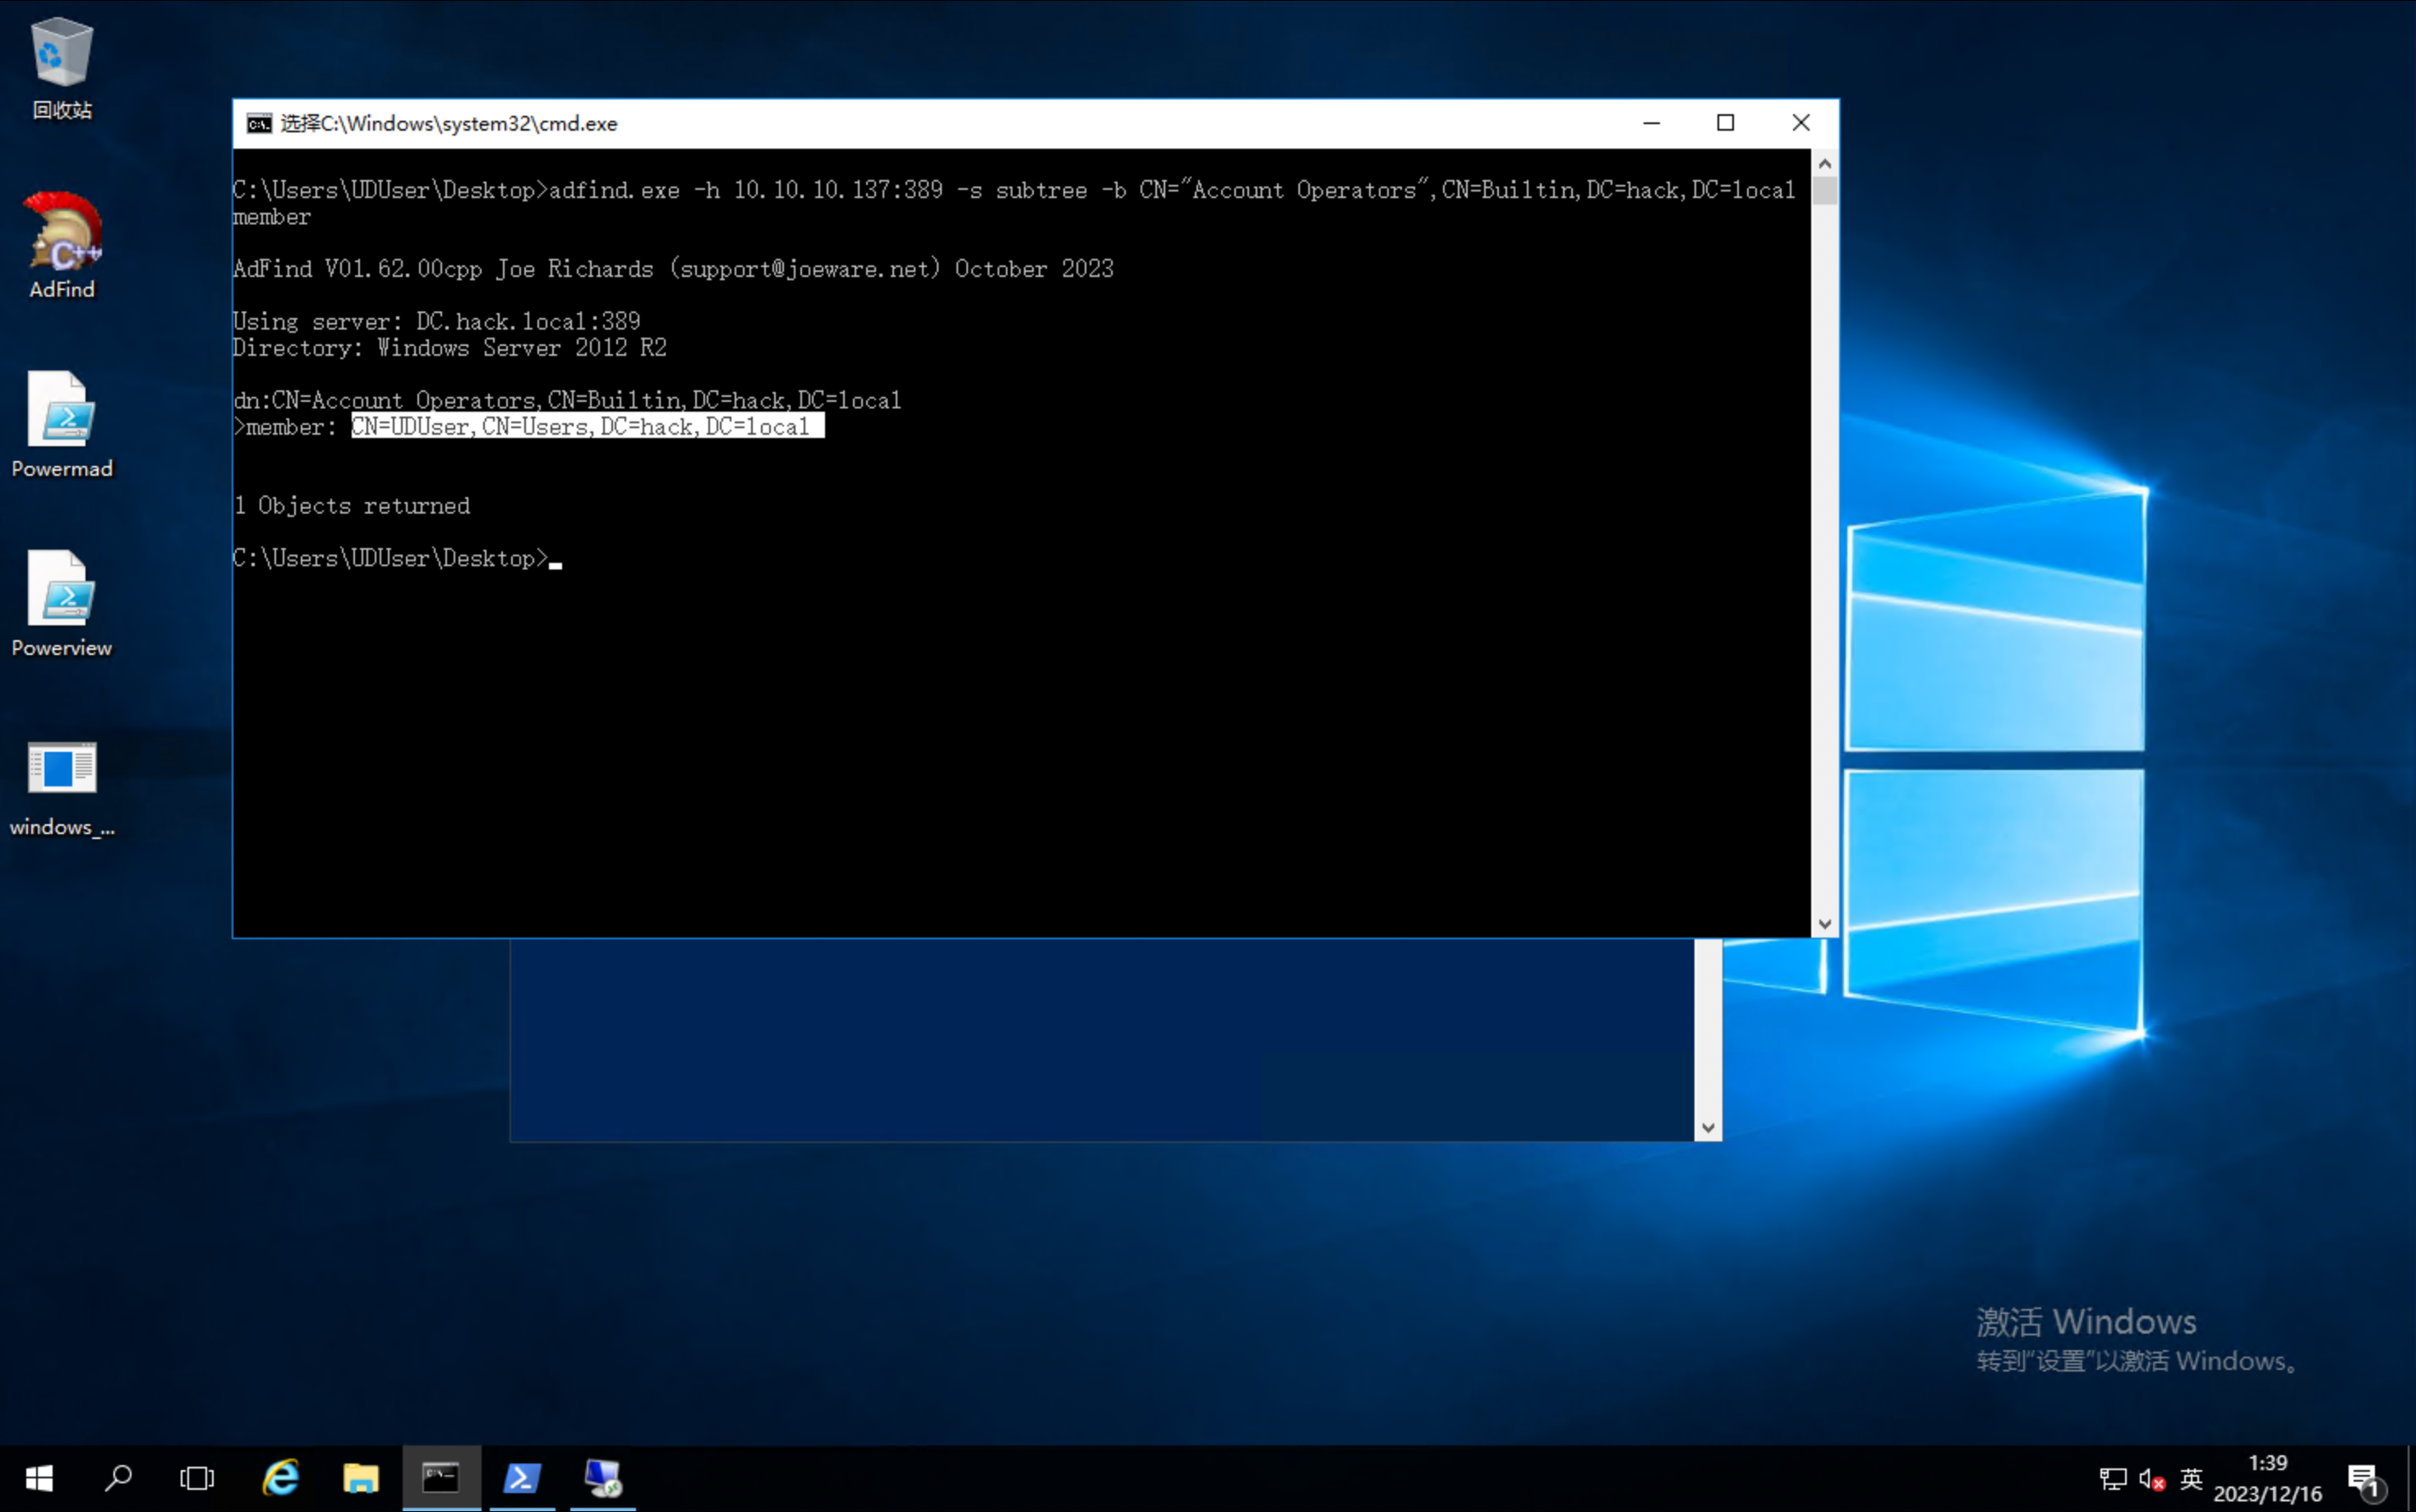 回收站
AdFind
Powermad
Powerview
windows_...
选择C:\Windows\system32\cmd.exe
C:\Users\UDUser\Desktop>adfind.exe -h 10.10.10.137:389 -s subtree -b CN="Account Operators",CN=Builtin,DC=hack,DC=local
member
AdFind V01.62.00cpp Joe Richards (support@joeware.net) October 2023
Using server: DC.hack.local:389
Directory: Windows Server 2012 R2
dn:CN=Account Operators,CN=Builtin,DC=hack,DC=local
>member: CN=UDUser,CN=Users,DC=hack,DC=local
1 Objects returned
C:\Users\UDUser\Desktop>
激活 Windows
转到"设置"以激活 Windows。
英
1:39
2023/12/16
1